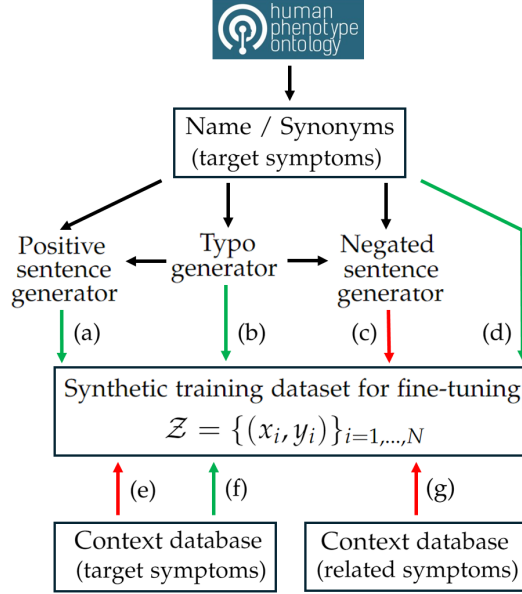 human
phenotype
ontology
Name / Synonyms
(target symptoms)
Positive
sentence
generator
Typo
generator
Negated
sentence
generator
(a)
(b)
(c)
(d)
Synthetic training dataset for fine-tuning
𝒵 = {(xᵢ, yᵢ)}ᵢ₌₁,...,N
(e)
(f)
(g)
Context database
(target symptoms)
Context database
(related symptoms)